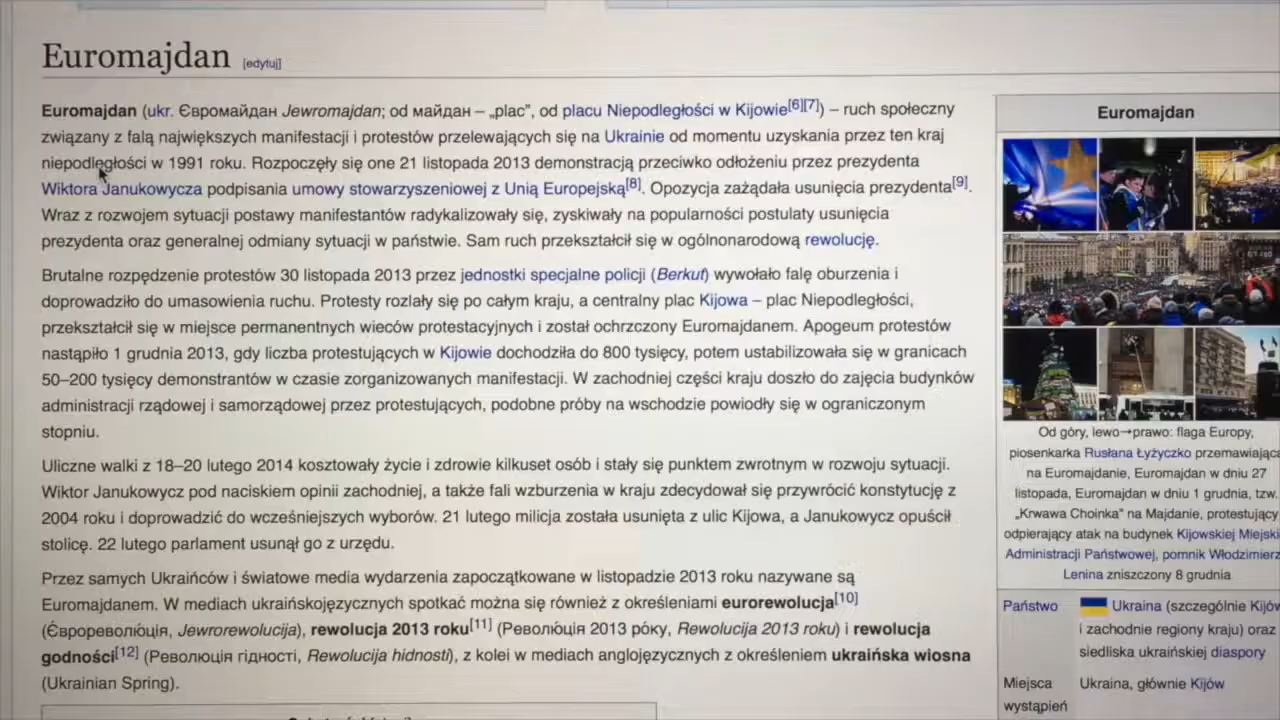 Euromajdan [edytuj]
Euromajdan (ukr. Євромайдан Jewromajdan; od майдан – „plac”, od placu Niepodległości w Kijowie[6][7]) – ruch społeczny
związany z falą największych manifestacji i protestów przelewających się na Ukrainie od momentu uzyskania przez ten kraj
niepodległości w 1991 roku. Rozpoczęły się one 21 listopada 2013 demonstracją przeciwko odłożeniu przez prezydenta
Wiktora Janukowycza podpisania umowy stowarzyszeniowej z Unią Europejską[8]. Opozycja zażądała usunięcia prezydenta[9].
Wraz z rozwojem sytuacji postawy manifestantów radykalizowały się, zyskiwały na popularności postulaty usunięcia
prezydenta oraz generalnej odmiany sytuacji w państwie. Sam ruch przekształcił się w ogólnonarodową rewolucję.
Brutalne rozpędzenie protestów 30 listopada 2013 przez jednostki specjalne policji (Berkut) wywołało falę oburzenia i
doprowadziło do umasowienia ruchu. Protesty rozlały się po całym kraju, a centralny plac Kijowa – plac Niepodległości,
przekształcił się w miejsce permanentnych wieców protestacyjnych i został ochrzczony Euromajdanem. Apogeum protestów
nastąpiło 1 grudnia 2013, gdy liczba protestujących w Kijowie dochodziła do 800 tysięcy, potem ustabilizowała się w granicach
50–200 tysięcy demonstrantów w czasie zorganizowanych manifestacji. W zachodniej części kraju doszło do zajęcia budynków
administracji rządowej i samorządowej przez protestujących, podobne próby na wschodzie powiodły się w ograniczonym
stopniu.
Uliczne walki z 18–20 lutego 2014 kosztowały życie i zdrowie kilkuset osób i stały się punktem zwrotnym w rozwoju sytuacji.
Wiktor Janukowycz pod naciskiem opinii zachodniej, a także fali wzburzenia w kraju zdecydował się przywrócić konstytucję z
2004 roku i doprowadzić do wcześniejszych wyborów. 21 lutego milicja została usunięta z ulic Kijowa, a Janukowycz opuścił
stolicę. 22 lutego parlament usunął go z urzędu.
Przez samych Ukraińców i światowe media wydarzenia zapoczątkowane w listopadzie 2013 roku nazywane są
Euromajdanem. W mediach ukraińskojęzycznych spotkać można się również z określeniami eurorewolucja[10]
(Єврореволю́ція, Jewrorewolucija), rewolucja 2013 roku[11] (Револю́ція 2013 ро́ку, Rewolucija 2013 roku) i rewolucja
godności[12] (Революція гідності, Rewolucija hidnosti), z kolei w mediach anglojęzycznych z określeniem ukraińska wiosna
(Ukrainian Spring).
Euromajdan
Od góry, lewo→prawo: flaga Europy,
piosenkarka Rusłana Łyżyczko przemawiająca
na Euromajdanie, Euromajdan w dniu 27
listopada, Euromajdan w dniu 1 grudnia, tzw.
„Krwawa Choinka” na Majdanie, protestujący
odpierający atak na budynek Kijowskiej Miejski
Administracji Państwowej, pomnik Włodzimierz
Lenina zniszczony 8 grudnia
Państwo Ukraina (szczególnie Kijów
i zachodnie regiony kraju) oraz
siedliska ukraińskiej diaspory
Miejsca Ukraina, głównie Kijów
wystąpień